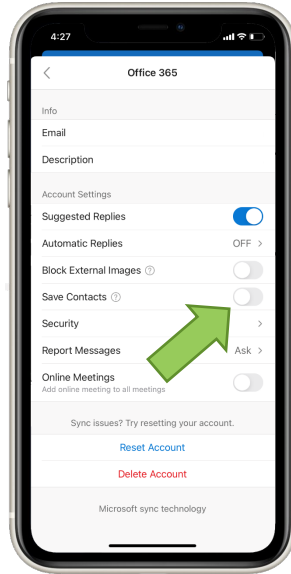 4:27
Office 365
Info
Email
Description
Account Settings
Suggested Replies
Automatic Replies OFF
Block External Images ?
Save Contacts ?
Security
Report Messages Ask
Online Meetings
Add online meeting to all meetings
Sync issues? Try resetting your account.
Reset Account
Delete Account
Microsoft sync technology